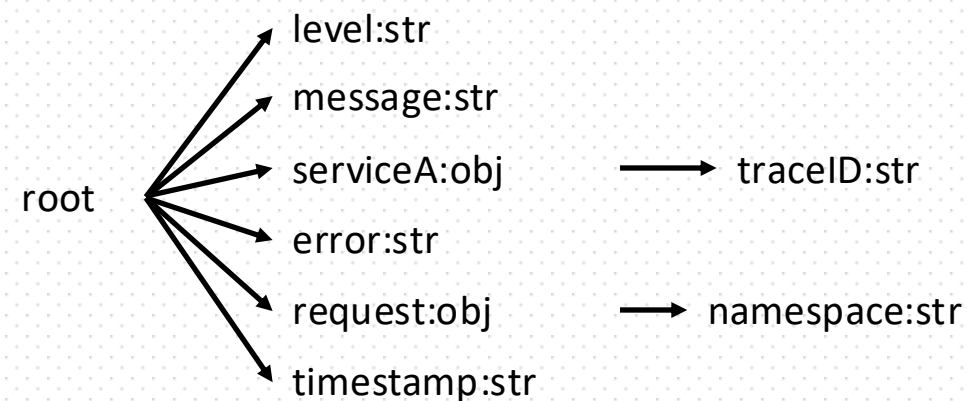 level:str
message:str
serviceA:obj
traceID:str
root
error:str
request:obj
namespace:str
timestamp:str